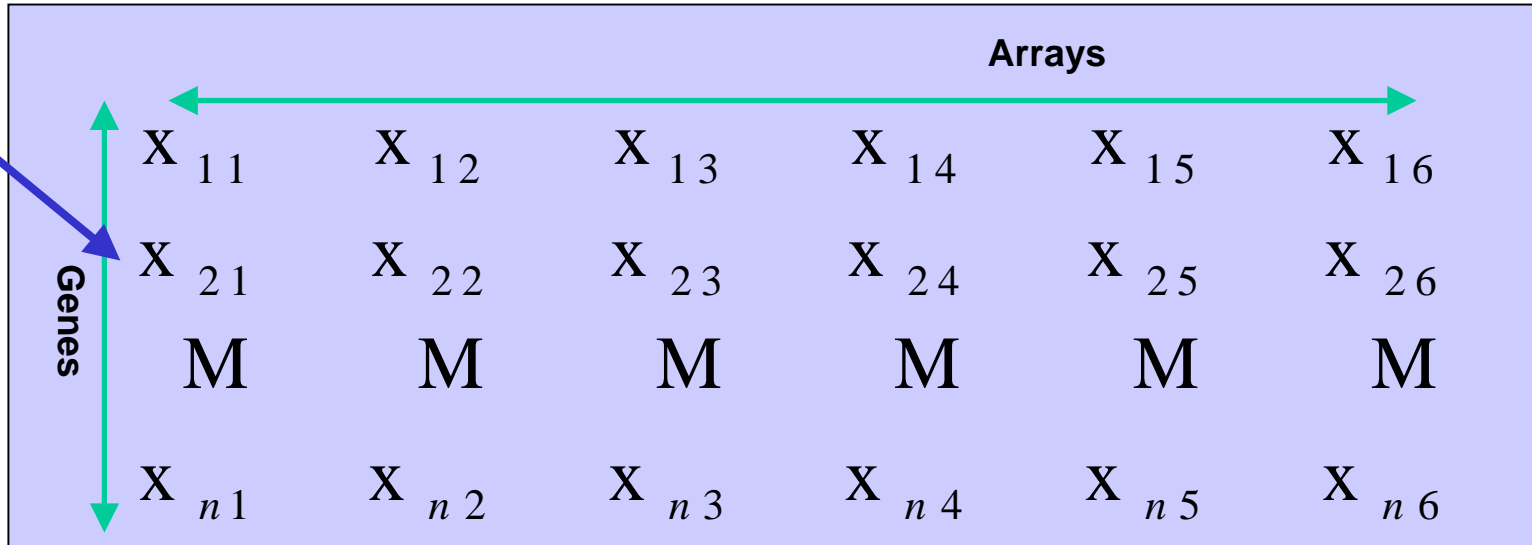 Arrays
x 11 x 12 x 13 x 14 x 15 x 16
x 21 x 22 x 23 x 24 x 25 x 26
Genes
M M M M M M
x n1 x n2 x n3 x n4 x n5 x n6